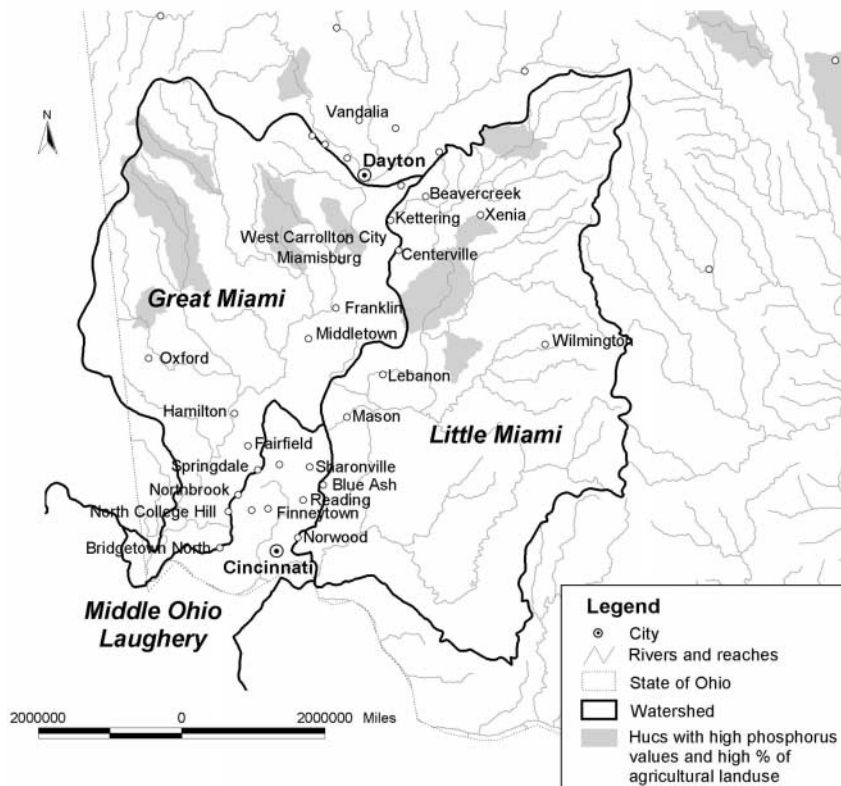 N
Vandalia
Dayton
Beavercreek
Kettering
Xenia
West Carrollton City
Centerville
Miamisburg
Great Miami
Franklin
Middletown
Wilmington
Oxford
Lebanon
Hamilton
Mason
Little Miami
Fairfield
Springdale
Sharonville
Northbrook
Blue Ash
Reading
North College Hill
Finneytown
Norwood
Bridgetown North
Cincinnati
Middle Ohio
Laughery
2000000 0 2000000 Miles
Legend
City
Rivers and reaches
State of Ohio
Watershed
Hucs with high phosphorus
values and high % of
agricultural landuse